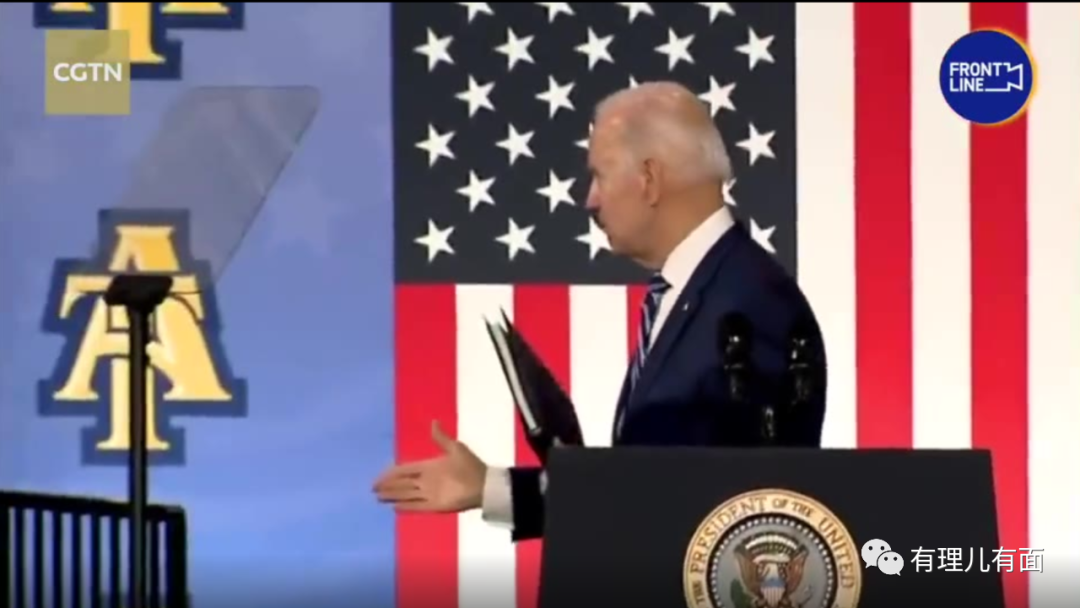 CGTN
FRONT
LINE
A
T
PRESIDENT OF THE UNITED
THE
有理儿有面